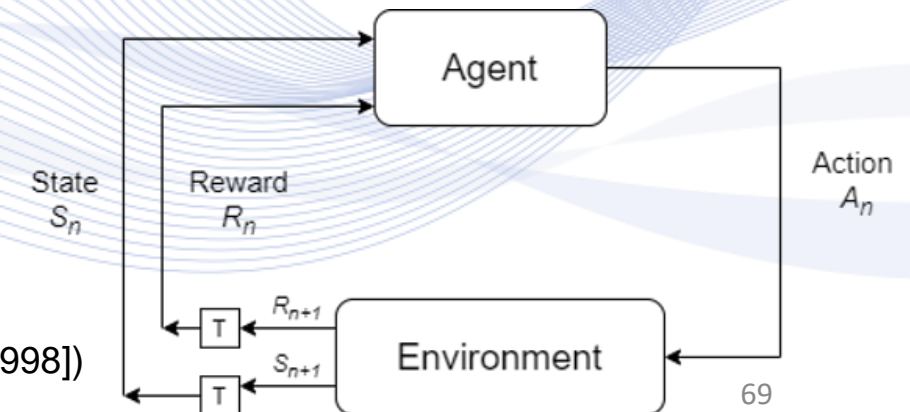 Agent
State
Sn
Reward
Rn
Action
An
Rn+1
T
Environment
Sn+1
T
998])
69